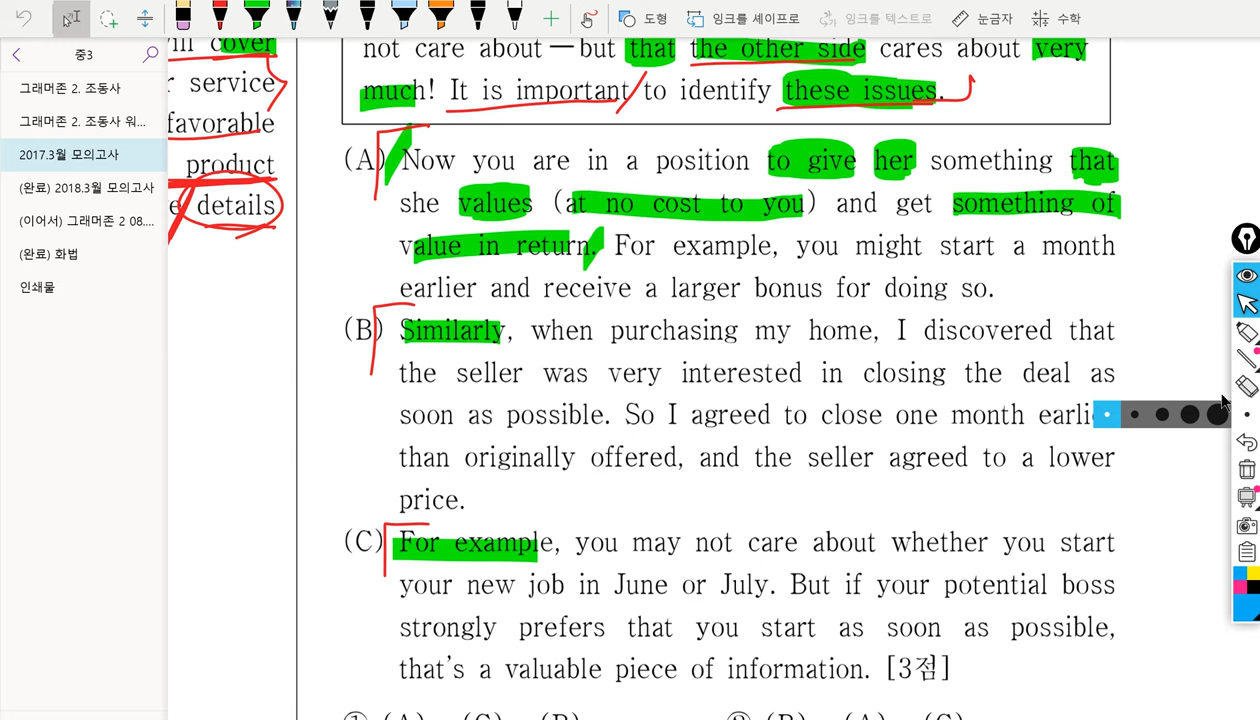 도형
잉크를 셰이프로
잉크를 텍스트로
눈금자
수학
중3
그래머존 2. 조동사
그래머존 2. 조동사 워...
2017.3월 모의고사
(완료) 2018.3월 모의고사
(이어서) 그래머존 2 08....
(완료) 화법
인쇄물
cover
service
favorable
product
details
not care about—but that the other side cares about very
much! It is important to identify these issues.
(A) Now you are in a position to give her something that
she values (at no cost to you) and get something of
value in return. For example, you might start a month
earlier and receive a larger bonus for doing so.
(B) Similarly, when purchasing my home, I discovered that
the seller was very interested in closing the deal as
soon as possible. So I agreed to close one month earli
than originally offered, and the seller agreed to a lower
price.
(C) For example, you may not care about whether you start
your new job in June or July. But if your potential boss
strongly prefers that you start as soon as possible,
that's a valuable piece of information. [3점]
① (A) - (C) - (B) ② (B) - (A) - (C)